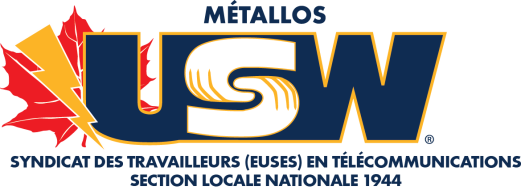 MÉTALLOS
USW®
SYNDICAT DES TRAVAILLEURS (EUSES) EN TÉLÉCOMMUNICATIONS
SECTION LOCALE NATIONALE 1944